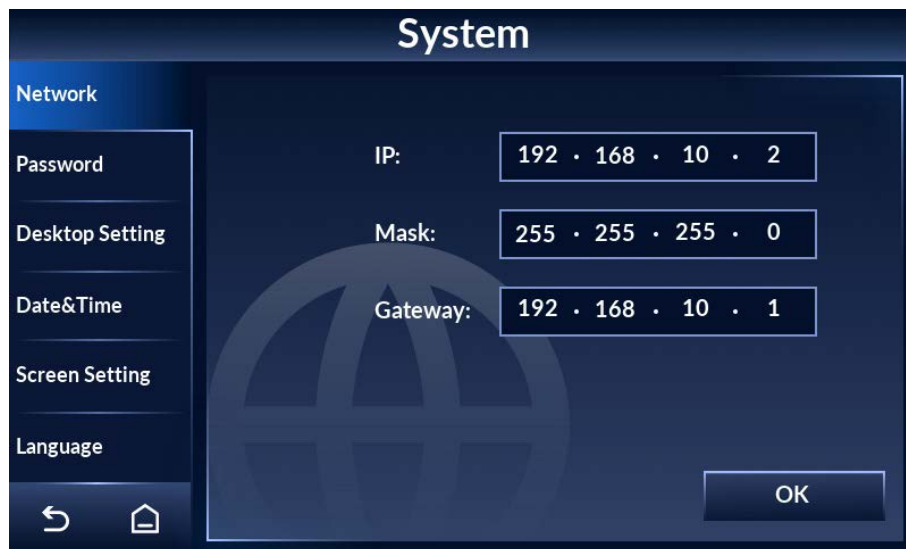 System
Network
Password
Desktop Setting
Date&Time
Screen Setting
Language
IP: 192 . 168 . 10 . 2
Mask: 255 . 255 . 255 . 0
Gateway: 192 . 168 . 10 . 1
OK